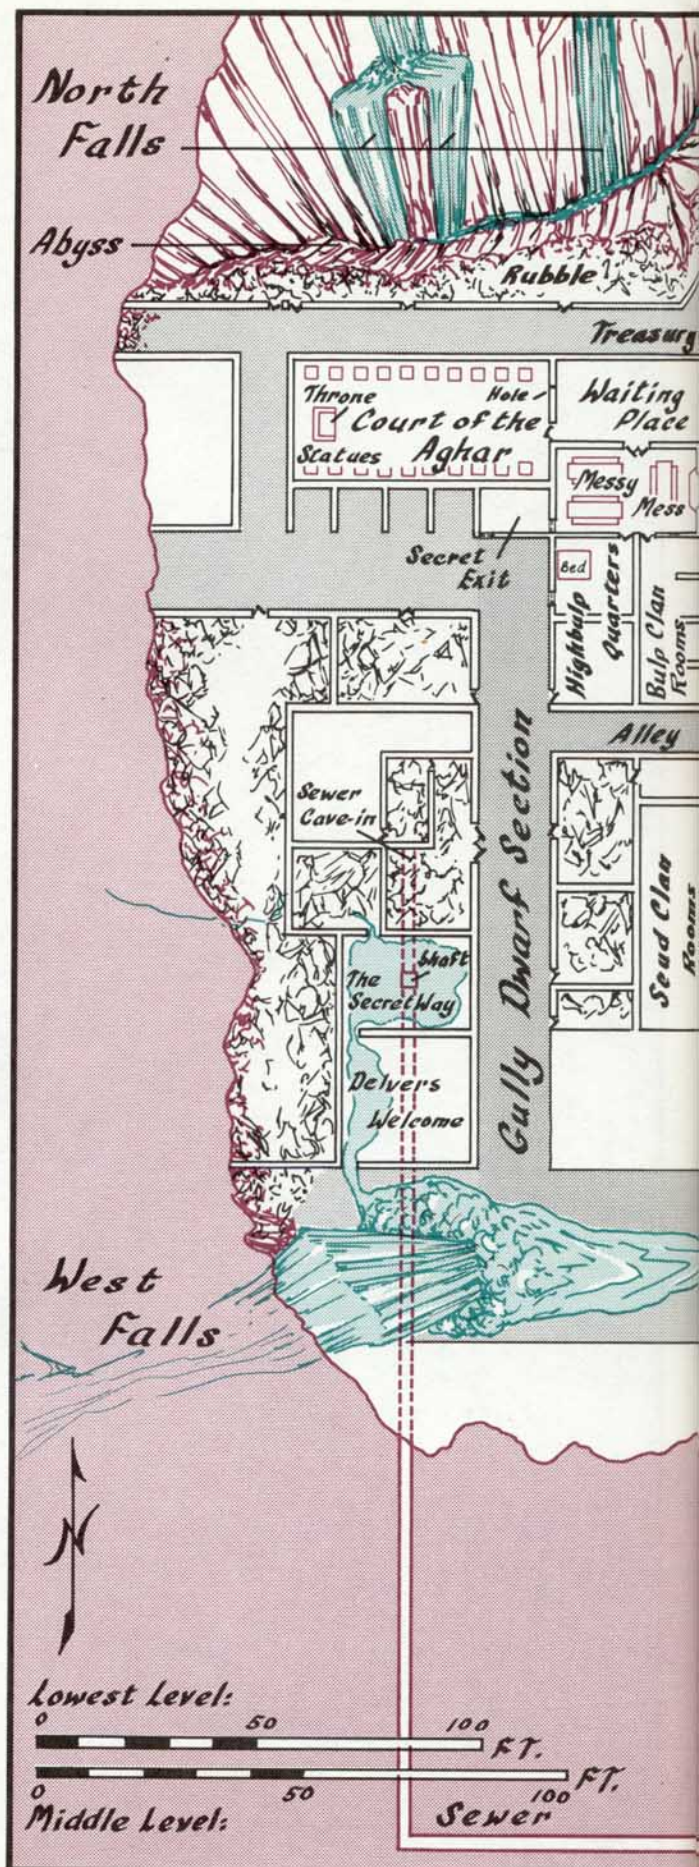 North
Falls
Abyss
Rubble
Treasury
Throne
Hole
Waiting
Place
Court of the
Aghar
Statues
Messy
Mess
Secret
Exit
Bed
Highbulp
Quarters
Bulp Clan
Rooms
Alley
Sewer
Cave-in
Gully Dwarf Section
Shaft
The
Secret Way
Delvers
Welcome
Rooms
West
Falls
N
Lowest Level:
0 50 100
FT.
0 50 100
FT.
Middle Level:
Sewer